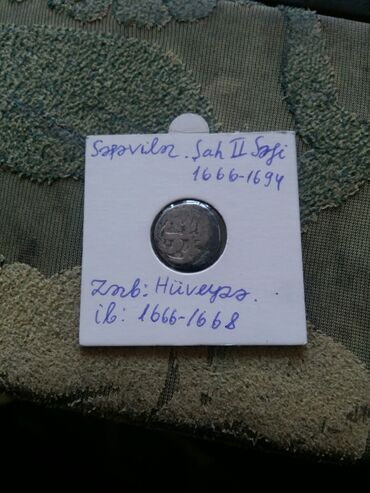 Səfəvilər. Şah II Səfi
1666-1694
Zərb: Hüveyzə.
il: 1666-1668